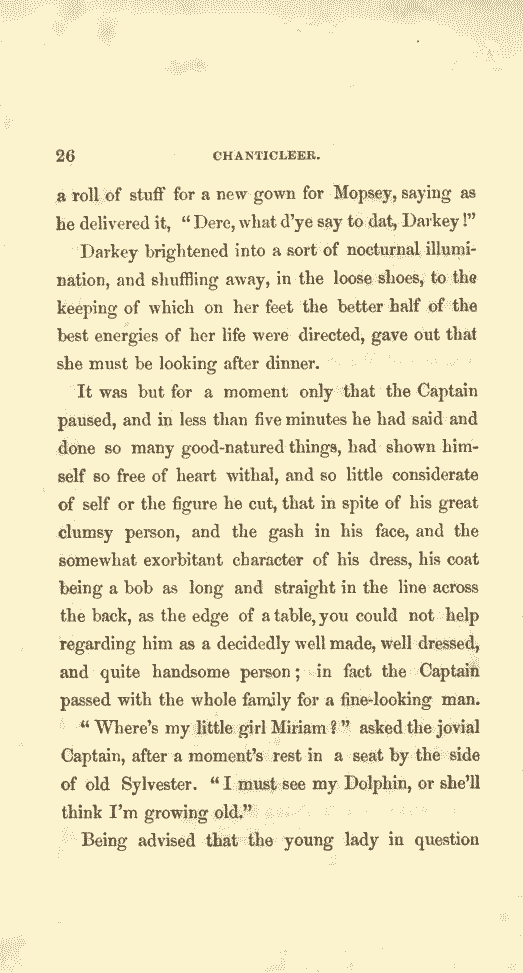 26 CHANTICLEER.
a roll of stuff for a new gown for Mopsey, saying as
he delivered it, "Dere, what d'ye say to dat, Darkey!"
Darkey brightened into a sort of nocturnal illumi-
nation, and shuffling away, in the loose shoes, to the
keeping of which on her feet the better half of the
best energies of her life were directed, gave out that
she must be looking after dinner.
It was but for a moment only that the Captain
paused, and in less than five minutes he had said and
done so many good-natured things, had shown him-
self so free of heart withal, and so little considerate
of self or the figure he cut, that in spite of his great
clumsy person, and the gash in his face, and the
somewhat exorbitant character of his dress, his coat
being a bob as long and straight in the line across
the back, as the edge of a table, you could not help
regarding him as a decidedly well made, well dressed,
and quite handsome person; in fact the Captain
passed with the whole family for a fine-looking man.
"Where's my little girl Miriam?" asked the jovial
Captain, after a moment's rest in a seat by the side
of old Sylvester. "I must see my Dolphin, or she'll
think I'm growing old."
Being advised that the young lady in question